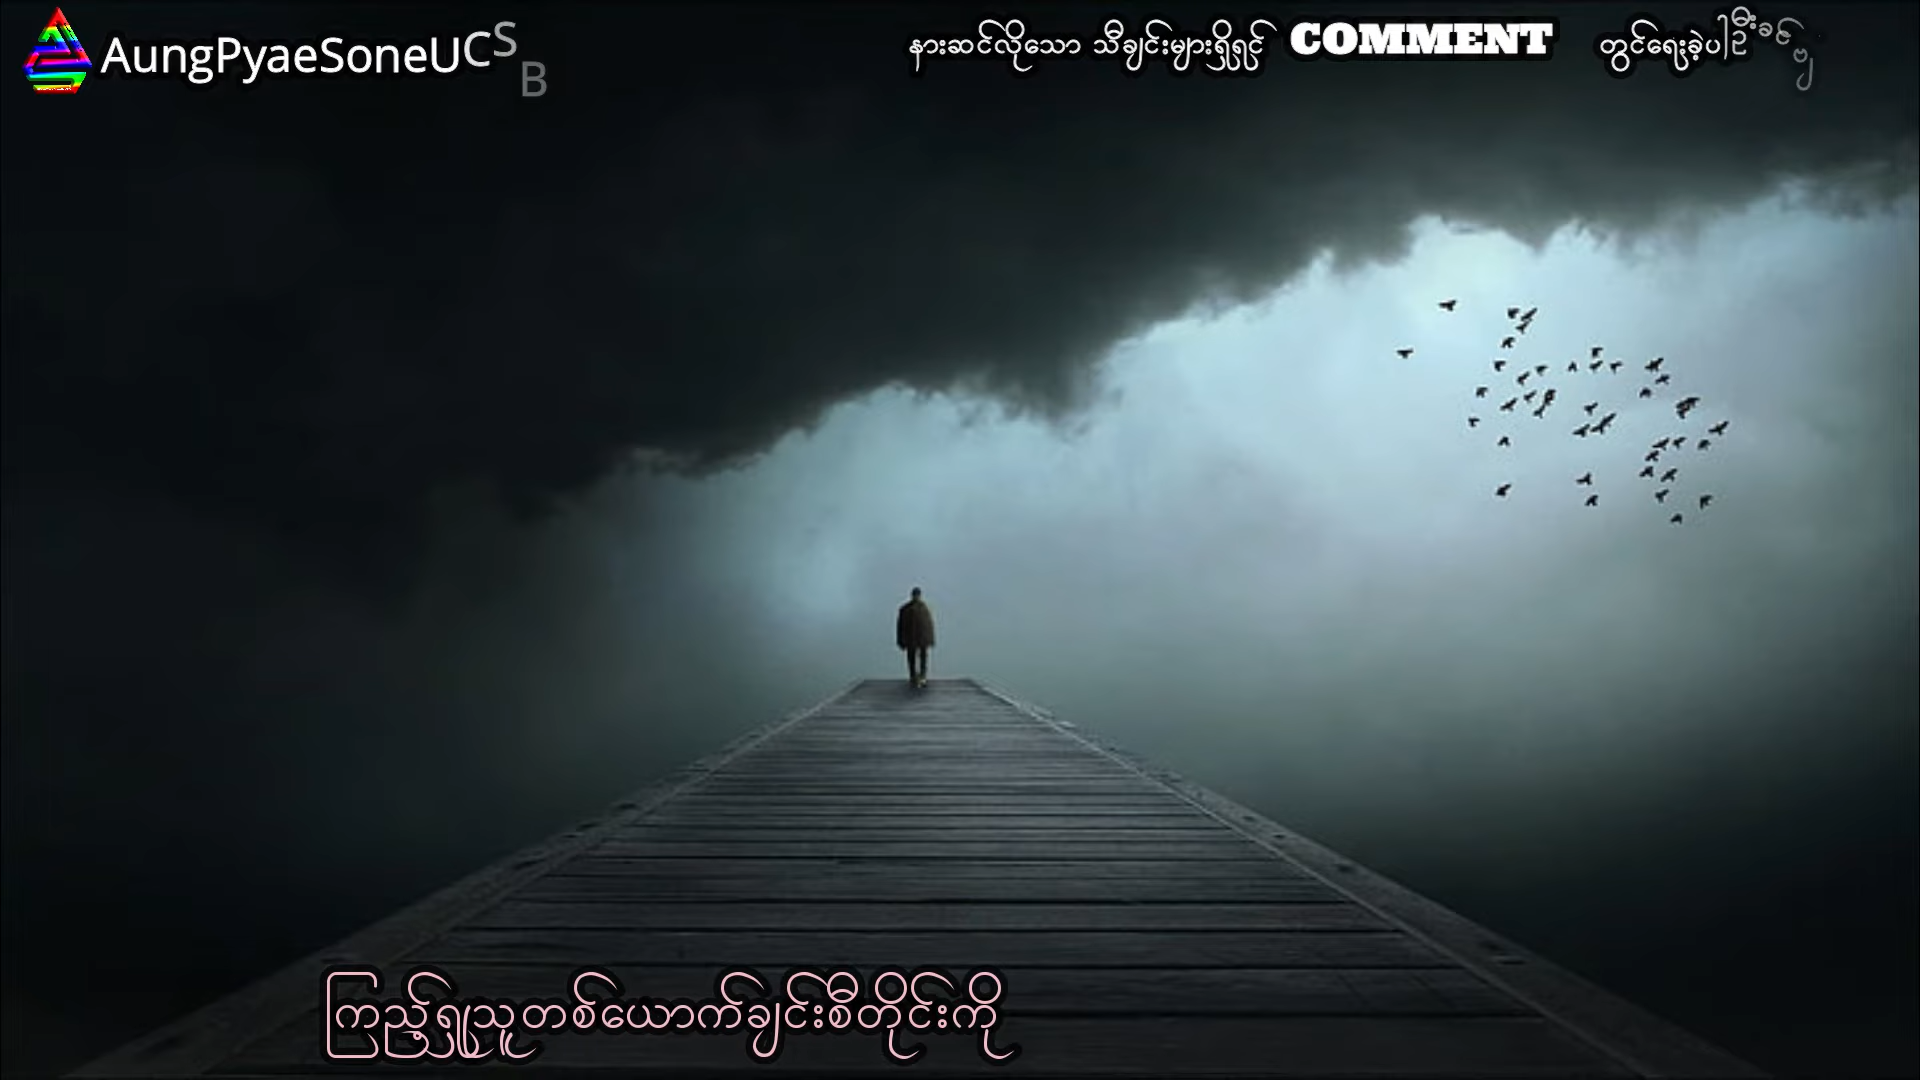 AungPyaeSoneUCSB
နားဆင်လိုသော သီချင်းများရှိရင် COMMENT တွင်ရေးခဲ့ပါဦးခင်ဗျ
ကြည့်ရှုသူတစ်ယောက်ချင်းစီတိုင်းကို